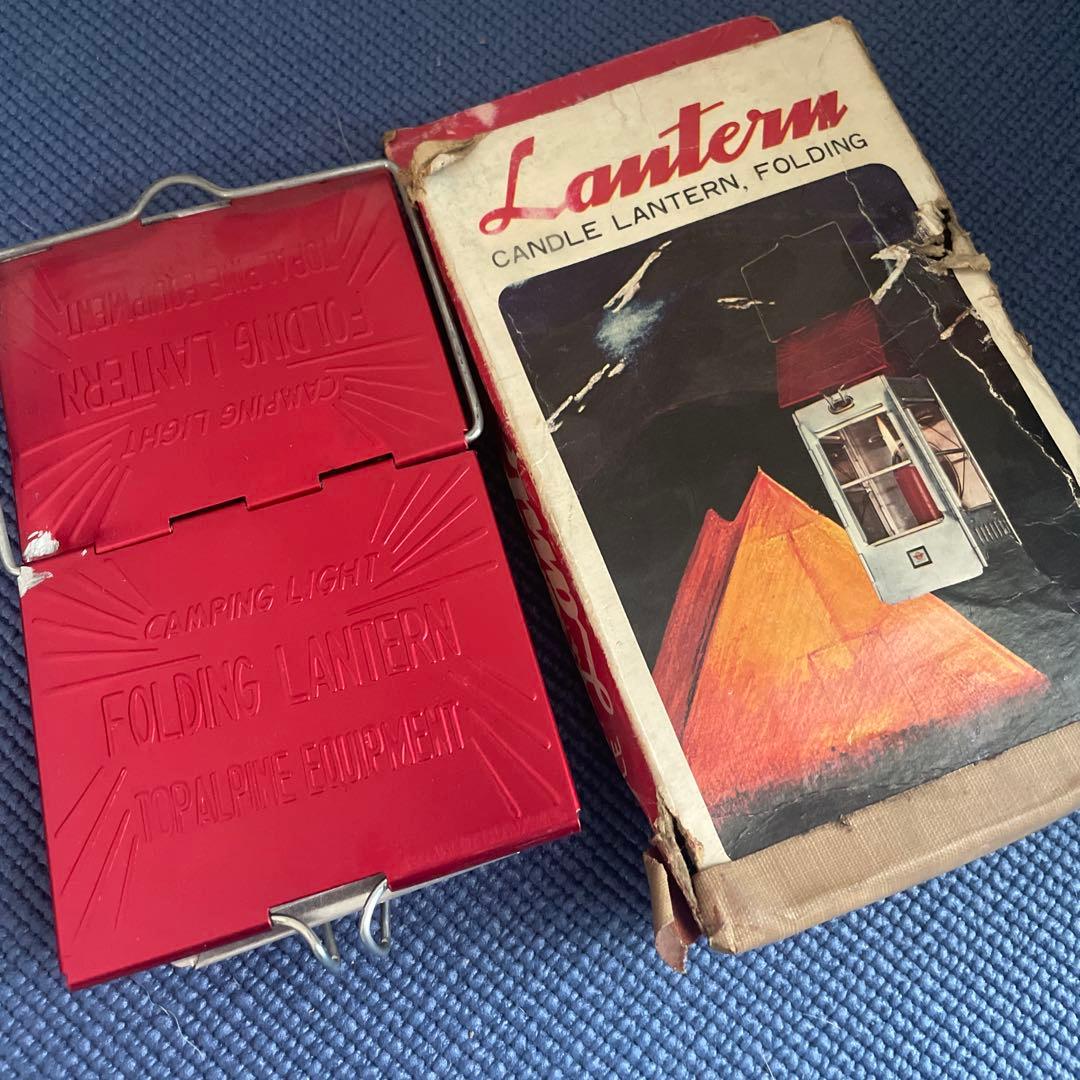 TOPALPINE EQUIPMENT
FOLDING LANTERN
CAMPING LIGHT
CAMPING LIGHT
FOLDING LANTERN
TOPALPINE EQUIPMENT
Lantern
CANDLE LANTERN, FOLDING